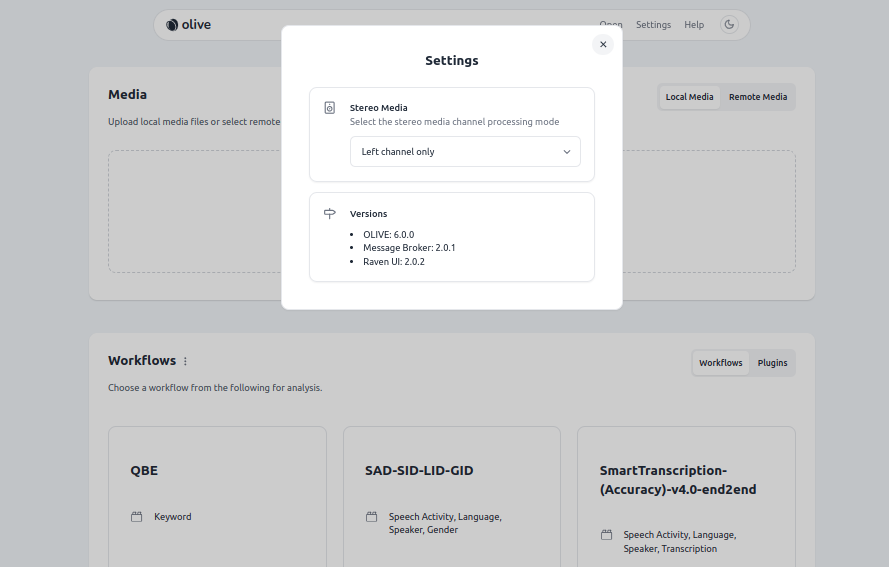 olive
Open Settings Help
Settings
Media
Upload local media files or select remote
Local Media Remote Media
Stereo Media
Select the stereo media channel processing mode
Left channel only
Versions
• OLIVE: 6.0.0
• Message Broker: 2.0.1
• Raven UI: 2.0.2
Workflows
Choose a workflow from the following for analysis.
Workflows Plugins
QBE
Keyword
SAD-SID-LID-GID
Speech Activity, Language,
Speaker, Gender
SmartTranscription-
(Accuracy)-v4.0-end2end
Speech Activity, Language,
Speaker, Transcription